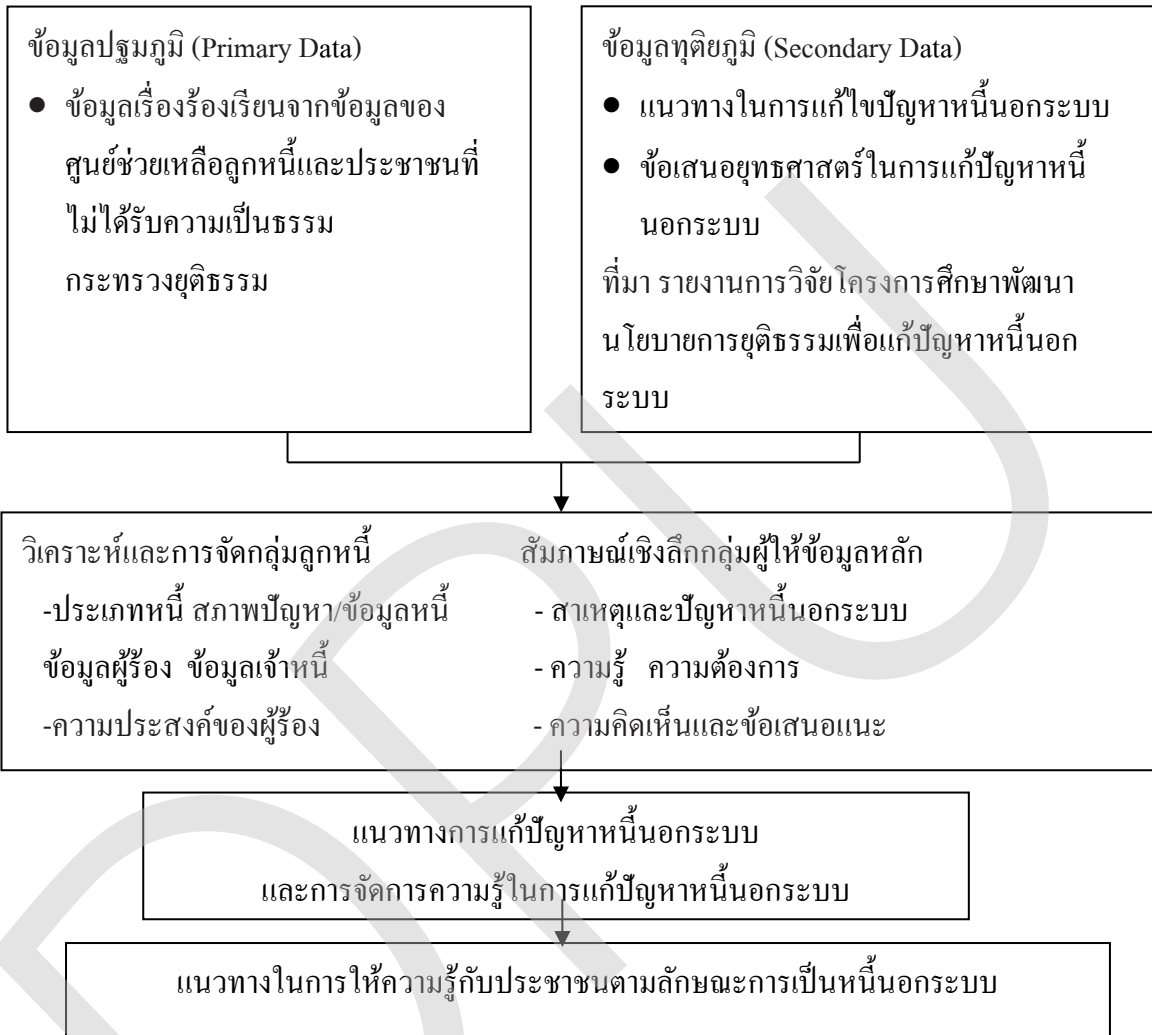 ข้อมูลปฐมภูมิ (Primary Data)
● ข้อมูลเรื่องร้องเรียนจากข้อมูลของ
ศูนย์ช่วยเหลือลูกหนี้และประชาชนที่
ไม่ได้รับความเป็นธรรม
กระทรวงยุติธรรม
ข้อมูลทุติยภูมิ (Secondary Data)
● แนวทางในการแก้ไขปัญหาหนี้นอกระบบ
● ข้อเสนอยุทธศาสตร์ในการแก้ปัญหาหนี้
นอกระบบ
ที่มา รายงานการวิจัยโครงการศึกษาพัฒนา
นโยบายการยุติธรรมเพื่อแก้ปัญหาหนี้นอก
ระบบ
วิเคราะห์และการจัดกลุ่มลูกหนี้
-ประเภทหนี้ สภาพปัญหา/ข้อมูลหนี้
ข้อมูลผู้ร้อง ข้อมูลเจ้าหนี้
-ความประสงค์ของผู้ร้อง
สัมภาษณ์เชิงลึกกลุ่มผู้ให้ข้อมูลหลัก
- สาเหตุและปัญหาหนี้นอกระบบ
- ความรู้ ความต้องการ
- ความคิดเห็นและข้อเสนอแนะ
แนวทางการแก้ปัญหาหนี้นอกระบบ
และการจัดการความรู้ในการแก้ปัญหาหนี้นอกระบบ
แนวทางในการให้ความรู้กับประชาชนตามลักษณะการเป็นหนี้นอกระบบ
DPU